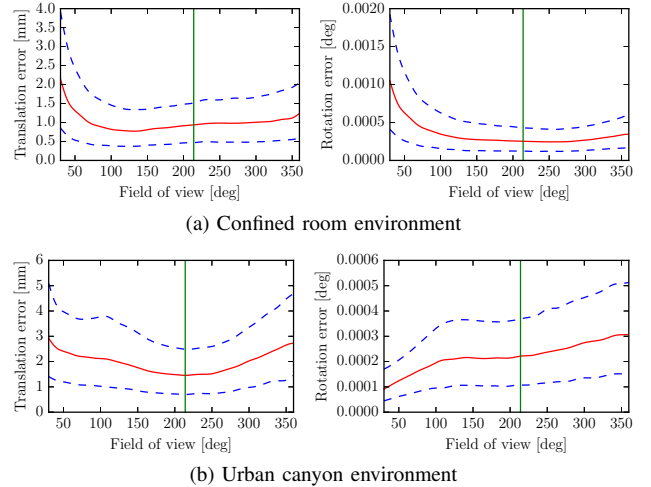 Translation error [mm]
4.0
3.5
3.0
2.5
2.0
1.5
1.0
0.5
0.0
50 100 150 200 250 300 350
Field of view [deg]
Rotation error [deg]
0.0020
0.0015
0.0010
0.0005
0.0000
50 100 150 200 250 300 350
Field of view [deg]
(a) Confined room environment
Translation error [mm]
6
5
4
3
2
1
0
50 100 150 200 250 300 350
Field of view [deg]
Rotation error [deg]
0.0006
0.0005
0.0004
0.0003
0.0002
0.0001
0.0000
50 100 150 200 250 300 350
Field of view [deg]
(b) Urban canyon environment